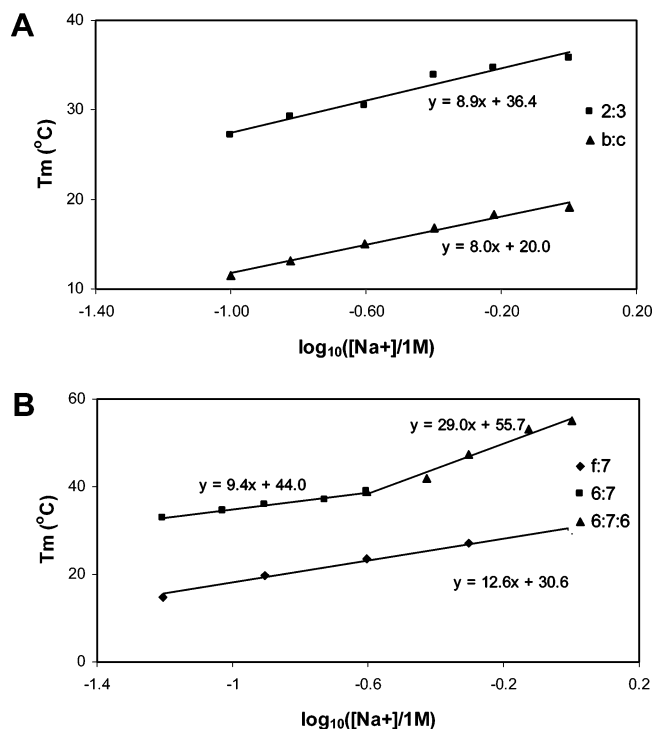 A
40
30
20
10
Tm (°C)
y = 8.9x + 36.4
y = 8.0x + 20.0
2:3
b:c
-1.40
-1.00
-0.60
-0.20
0.20
log10([Na+]/1M)
B
60
40
20
0
Tm (°C)
y = 29.0x + 55.7
y = 9.4x + 44.0
y = 12.6x + 30.6
f:7
6:7
6:7:6
-1.4
-1
-0.6
-0.2
0.2
log10([Na+]/1M)